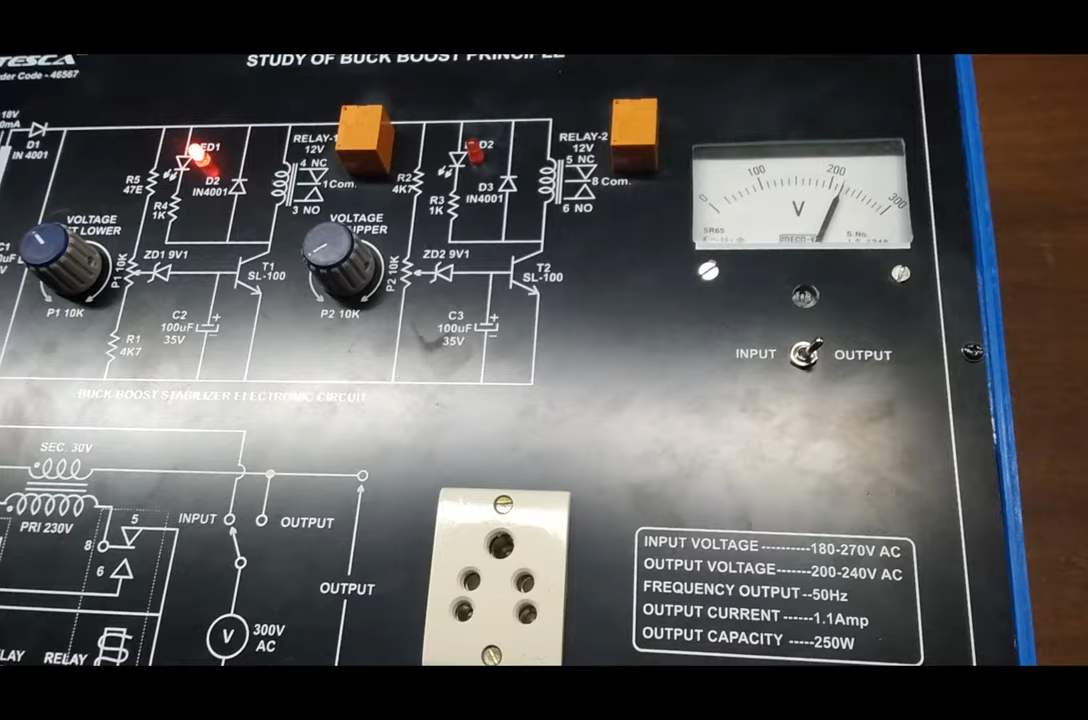 TESCA
STUDY OF BUCK BOOST PRINCIPLE
der Code - 46567
18V
D1
IN 4001
LED1
RELAY-1
12V
4 NC
1Com.
3 NO
R5
47E
D2
IN4001
R4
1K
R2
4K7
D2
RELAY-2
12V
5 NC
8 Com.
6 NO
D3
IN4001
R3
1K
VOLTAGE
LOWER
VOLTAGE
UPPER
C1
P1 10K
P1 10K
ZD1 9V1
T1
SL-100
P2 10K
P2 10K
ZD2 9V1
T2
SL-100
C2
100uF
35V
C3
100uF
35V
R1
4K7
BUCK BOOST STABILIZER ELECTRONIC CIRCUIT
0 100 200 300
V
SR65
meco
S.No.
INPUT OUTPUT
SEC. 30V
PRI 230V
5
8
6
INPUT OUTPUT
OUTPUT
V
300V
AC
RELAY
INPUT VOLTAGE ----------180-270V AC
OUTPUT VOLTAGE-------200-240V AC
FREQUENCY OUTPUT --50Hz
OUTPUT CURRENT ------1.1Amp
OUTPUT CAPACITY -----250W